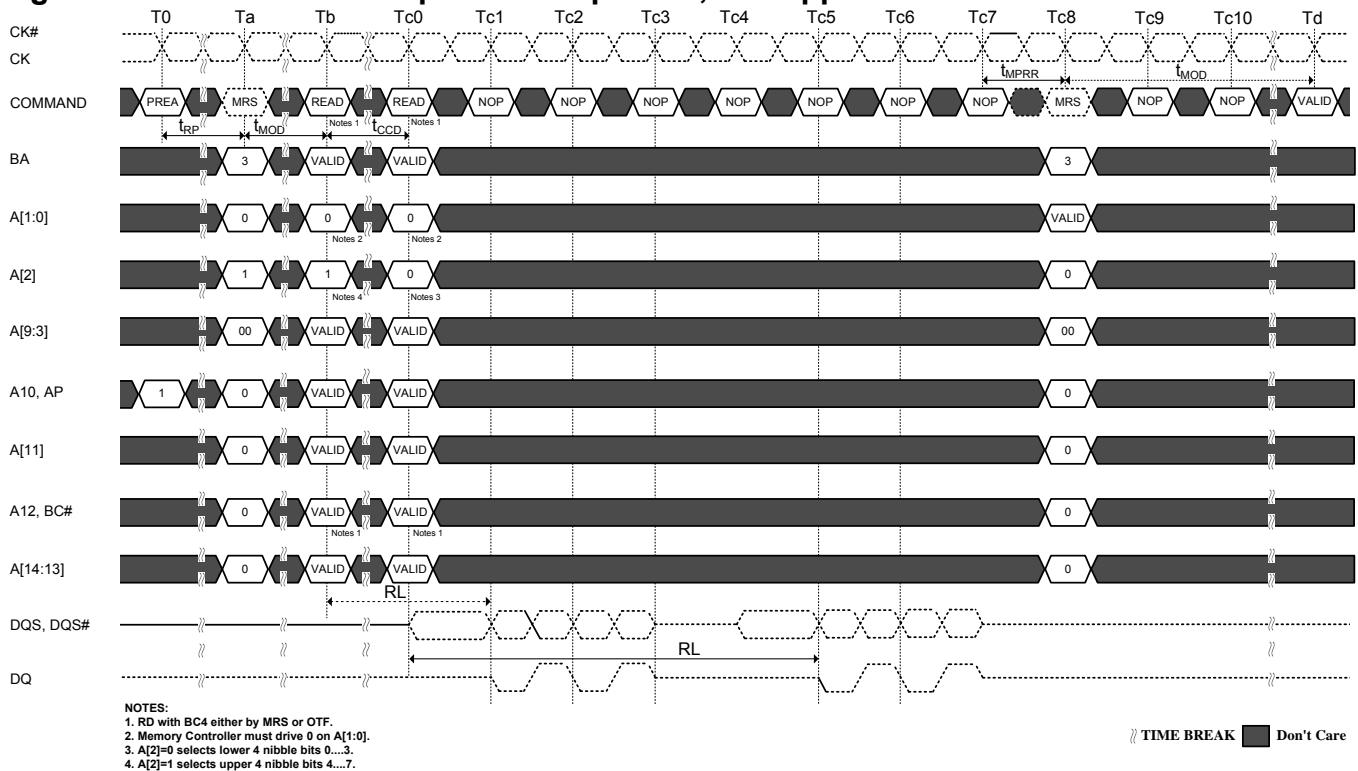 T0 Ta Tb Tc0 Tc1 Tc2 Tc3 Tc4 Tc5 Tc6 Tc7 Tc8 Tc9 Tc10 Td
CK#
CK
tMPRR tMOD
COMMAND PREA MRS READ READ NOP NOP NOP NOP NOP NOP NOP MRS NOP NOP VALID
Notes 1 Notes 1
tRP tMOD tCCD
BA 3 VALID VALID 3
A[1:0] 0 0 0 VALID
Notes 2 Notes 2
A[2] 1 1 0 0
Notes 4 Notes 3
A[9:3] 00 VALID VALID 00
A10, AP 1 0 VALID VALID 0
A[11] 0 VALID VALID 0
A12, BC# 0 VALID VALID 0
Notes 1 Notes 1
A[14:13] 0 VALID VALID 0
RL
DQS, DQS#
RL
DQ
NOTES:
1. RD with BC4 either by MRS or OTF.
2. Memory Controller must drive 0 on A[1:0].
3. A[2]=0 selects lower 4 nibble bits 0....3.
4. A[2]=1 selects upper 4 nibble bits 4....7.
TIME BREAK Don't Care